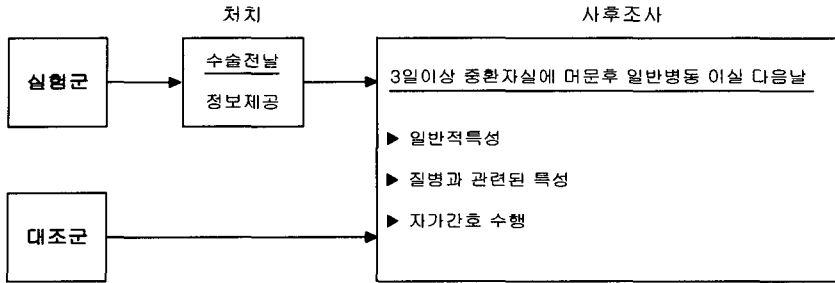 처치
사후조사
실험군
수술전날
정보제공
3일이상 중환자실에 머문후 일반병동 이실 다음날
▶ 일반적특성
▶ 질병과 관련된 특성
▶ 자가간호 수행
대조군